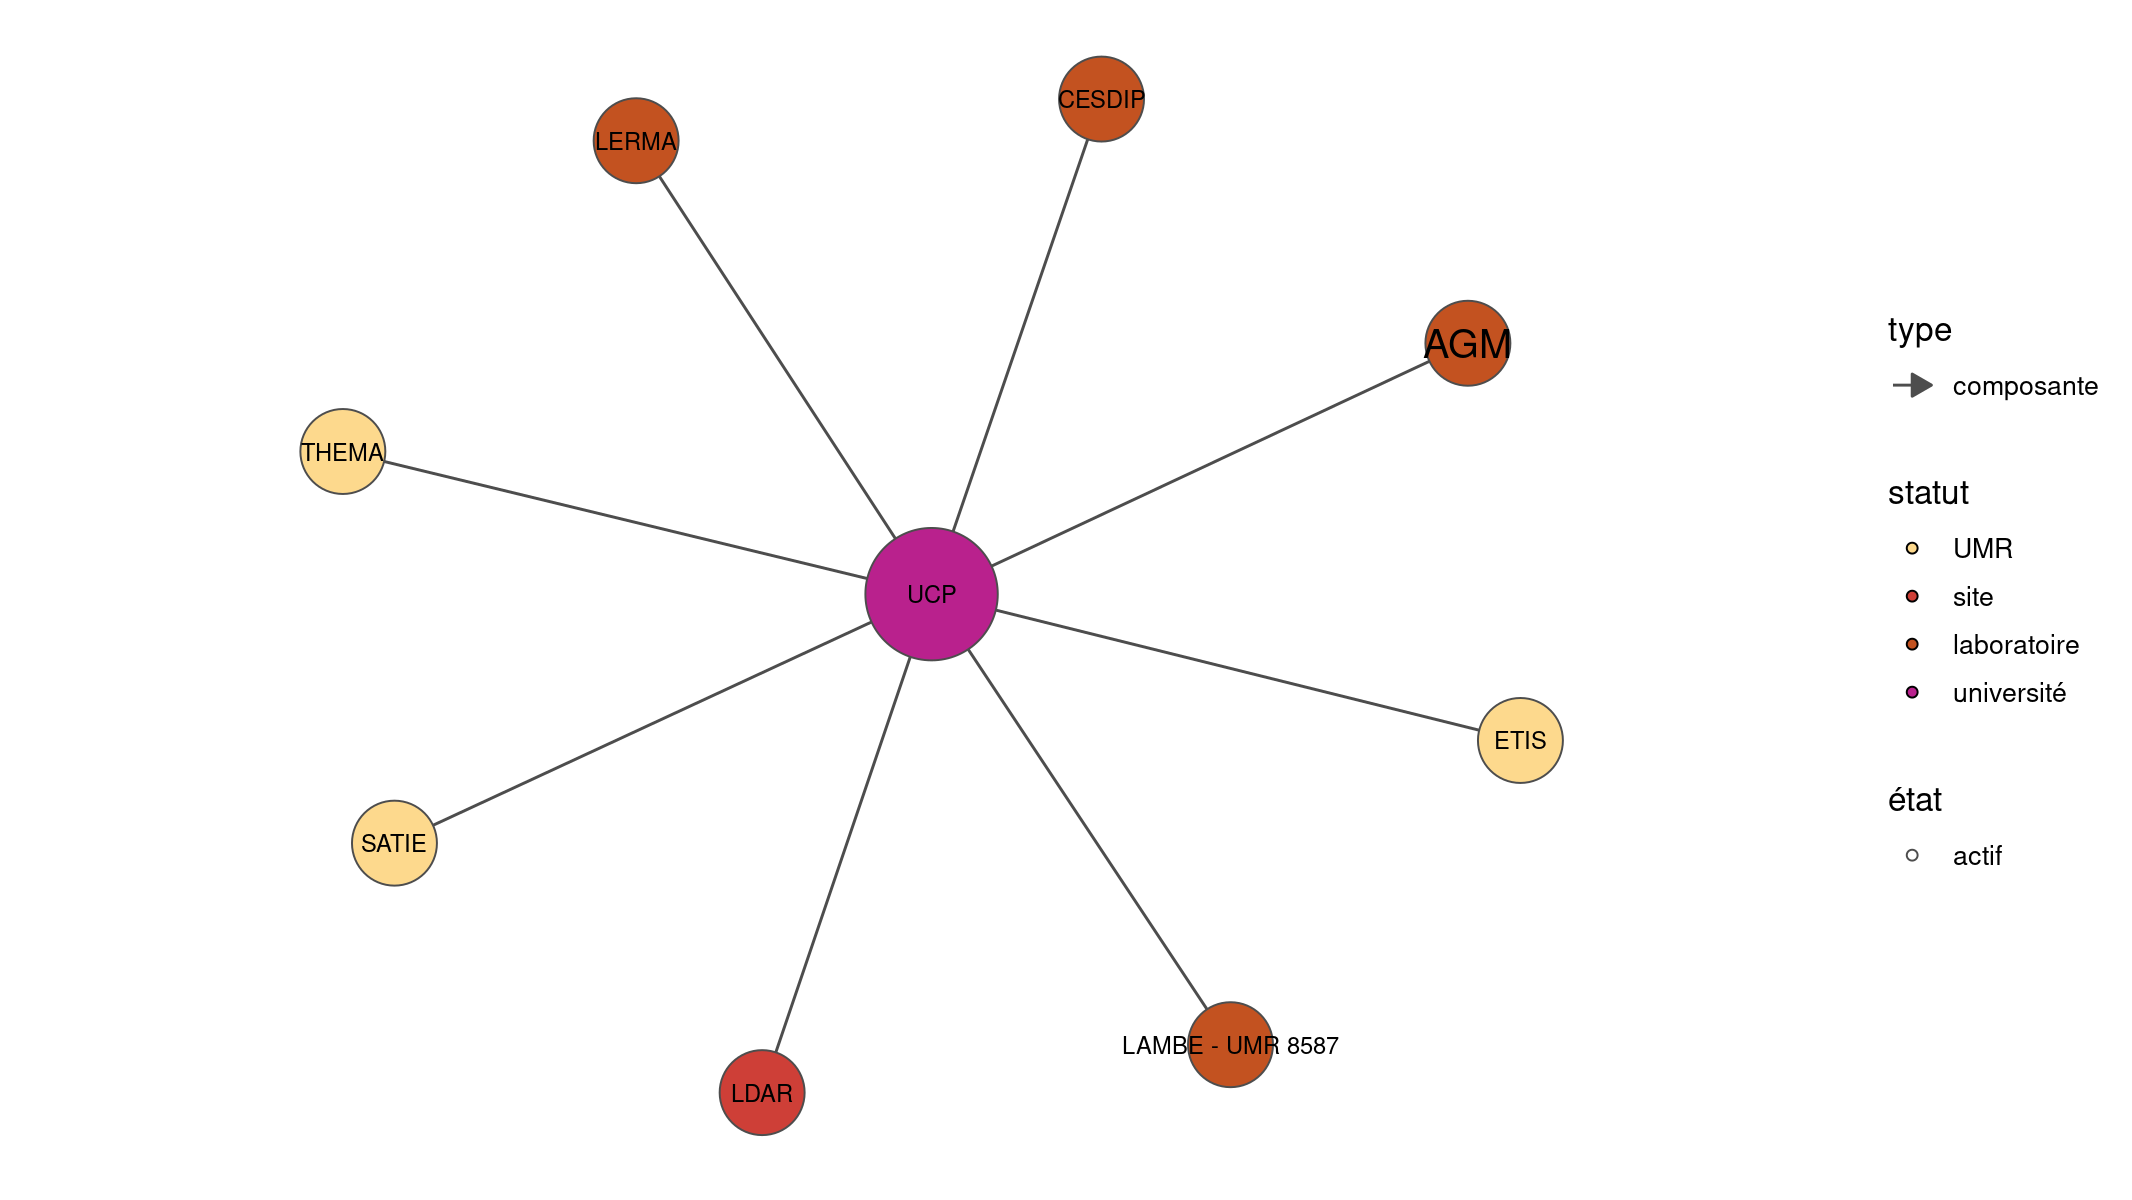 CESDIP
LERMA
AGM
THEMA
UCP
ETIS
SATIE
LAMBE - UMR 8587
LDAR
type
composante
statut
UMR
site
laboratoire
université
état
actif